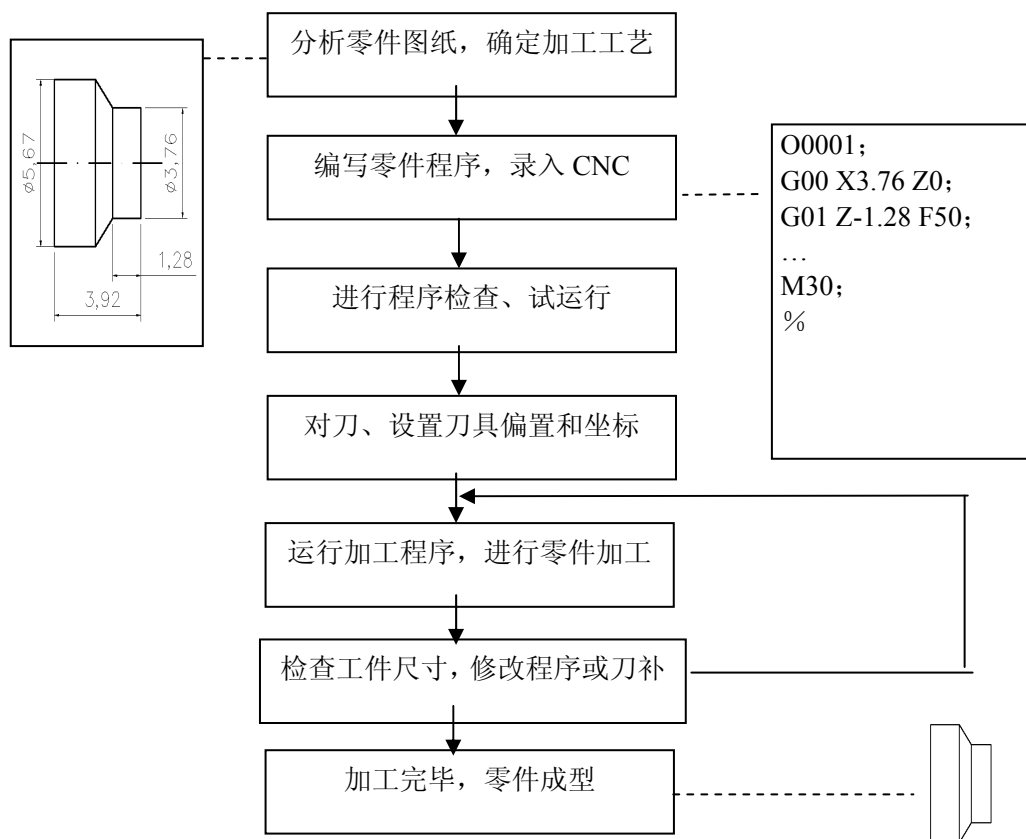 分析零件图纸，确定加工工艺
ø5,67
ø3,76
1,28
3,92
编写零件程序，录入 CNC
O0001；
G00 X3.76 Z0；
G01 Z-1.28 F50；
…
M30；
％
进行程序检查、试运行
对刀、设置刀具偏置和坐标
运行加工程序，进行零件加工
检查工件尺寸，修改程序或刀补
加工完毕，零件成型